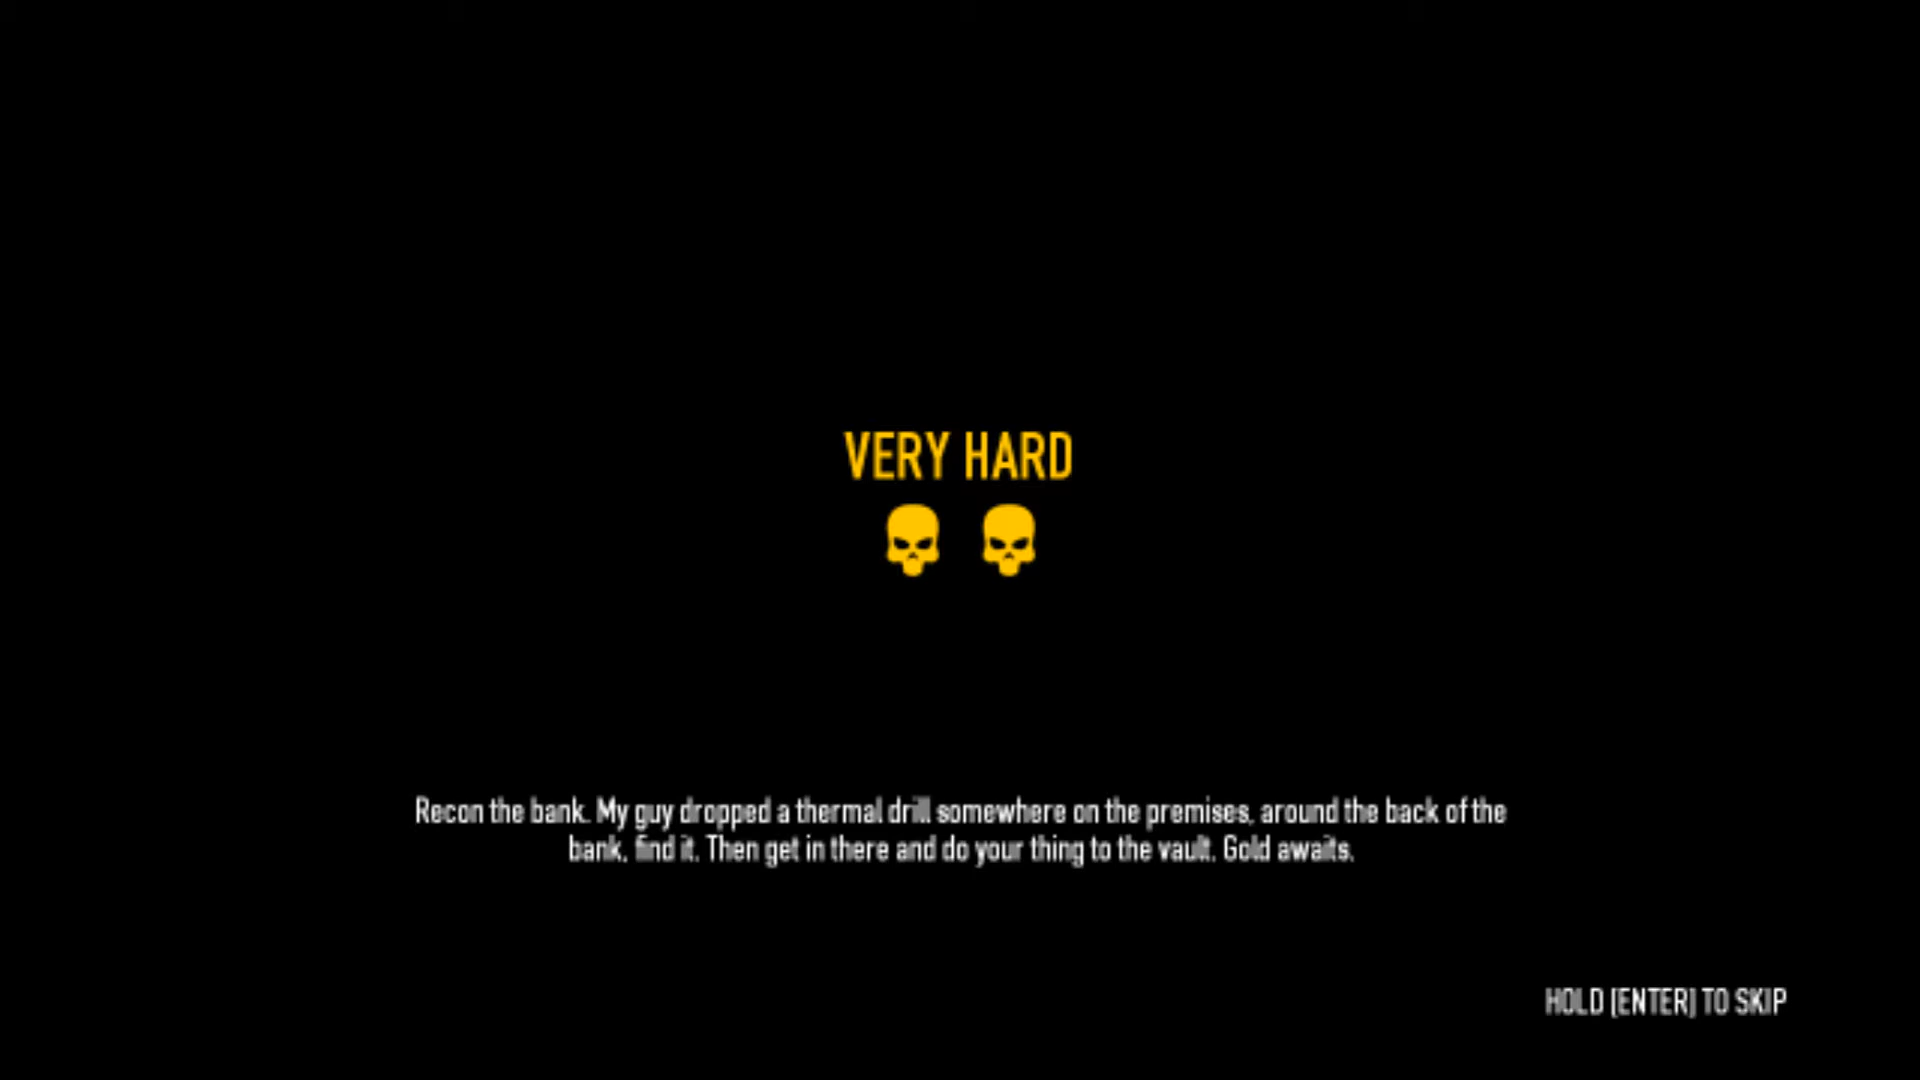 VERY HARD
Recon the bank. My guy dropped a thermal drill somewhere on the premises, around the back of the
bank, find it. Then get in there and do your thing to the vault. Gold awaits.
HOLD [ENTER] TO SKIP